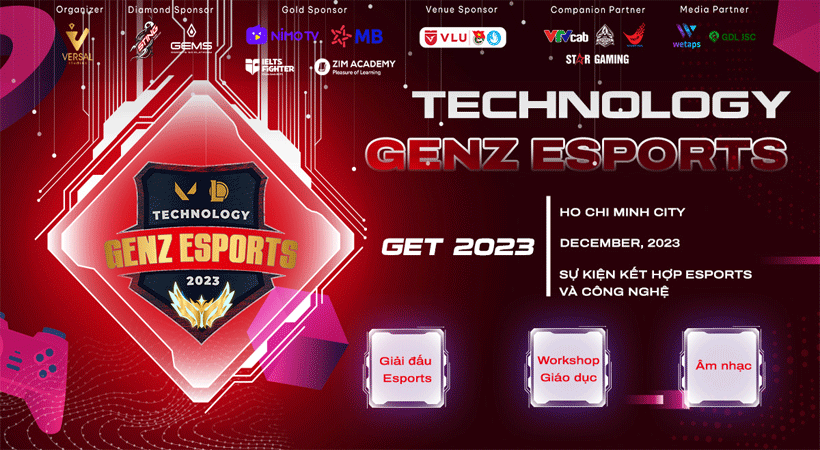 Organizer
Diamond Sponsor
Gold Sponsor
Venue Sponsor
Companion Partner
Media Partner
VERSAL
GEMS
NIMO TV
MB
VLU
VTVcab
wetaps
GDL JSC
IELTS
FIGHTER
ZIM ACADEMY
Pleasure of Learning
STAR GAMING
TECHNOLOGY
GENZ ESPORTS
TECHNOLOGY
GENZ ESPORTS
2023
GET 2023
HO CHI MINH CITY
DECEMBER, 2023
SỰ KIỆN KẾT HỢP ESPORTS
VÀ CÔNG NGHỆ
Giải đấu
Esports
Workshop
Giáo dục
Âm nhạc